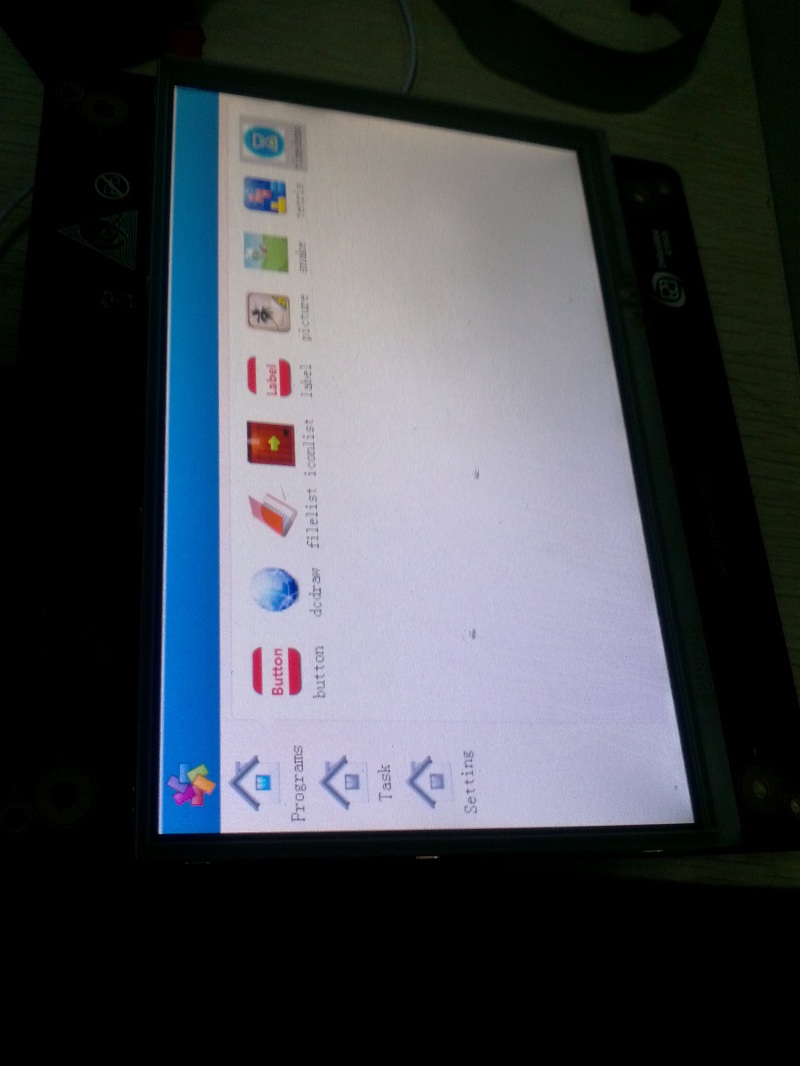 button
dcdraw
filelist
iconlist
label
picture
snake
tetris
Button
Label
Programs
Task
Setting